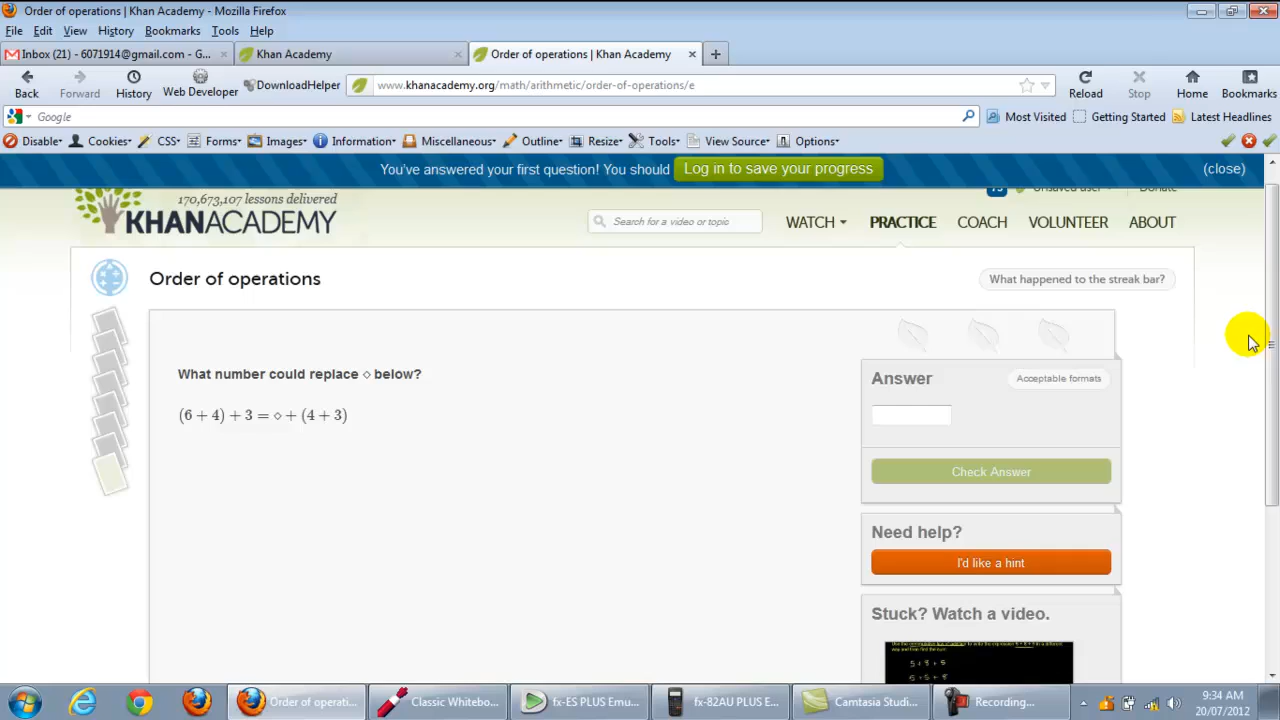 Order of operations | Khan Academy - Mozilla Firefox
File Edit View History Bookmarks Tools Help
Inbox (21) - 6071914@gmail.com - G... Khan Academy Order of operations | Khan Academy
Back Forward History Web Developer DownloadHelper www.khanacademy.org/math/arithmetic/order-of-operations/e Reload Stop Home Bookmarks
Google Most Visited Getting Started Latest Headlines
Disable Cookies CSS Forms Images Information Miscellaneous Outline Resize Tools View Source Options
You've answered your first question! You should Log in to save your progress (close)
75 Unsaved user Donate
170,673,107 lessons delivered
KHANACADEMY Search for a video or topic WATCH PRACTICE COACH VOLUNTEER ABOUT
Order of operations What happened to the streak bar?
What number could replace ⋄ below?
(6 + 4) + 3 = ⋄ + (4 + 3)
Answer Acceptable formats
Check Answer
Need help?
I'd like a hint
Stuck? Watch a video.
Order of operati... Classic Whitebo... fx-ES PLUS Emu... fx-82AU PLUS E... Camtasia Studi... Recording...
9:34 AM
20/07/2012